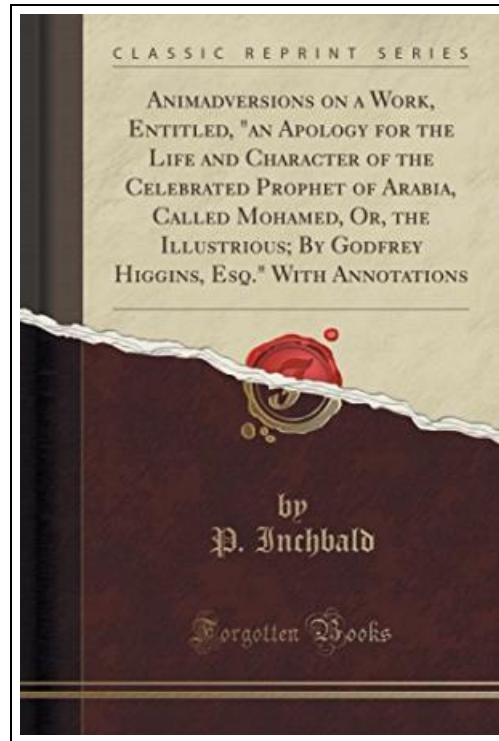 CLASSIC REPRINT SERIES
ANIMADVERSIONS ON A WORK,
ENTITLED, "AN APOLOGY FOR THE
LIFE AND CHARACTER OF THE
CELEBRATED PROPHET OF ARABIA,
CALLED MOHAMED, OR, THE
ILLUSTRIOUS; BY GODFREY
HIGGINS, ESQ." WITH ANNOTATIONS
by
P. Inchbald
Forgotten Books